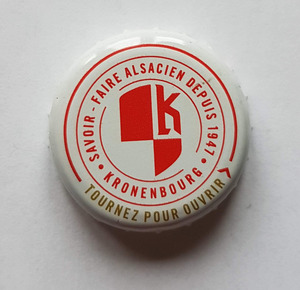 SAVOIR - FAIRE ALSACIEN DEPUIS 1947
• KRONENBOURG •
K
TOURNEZ POUR OUVRIR >